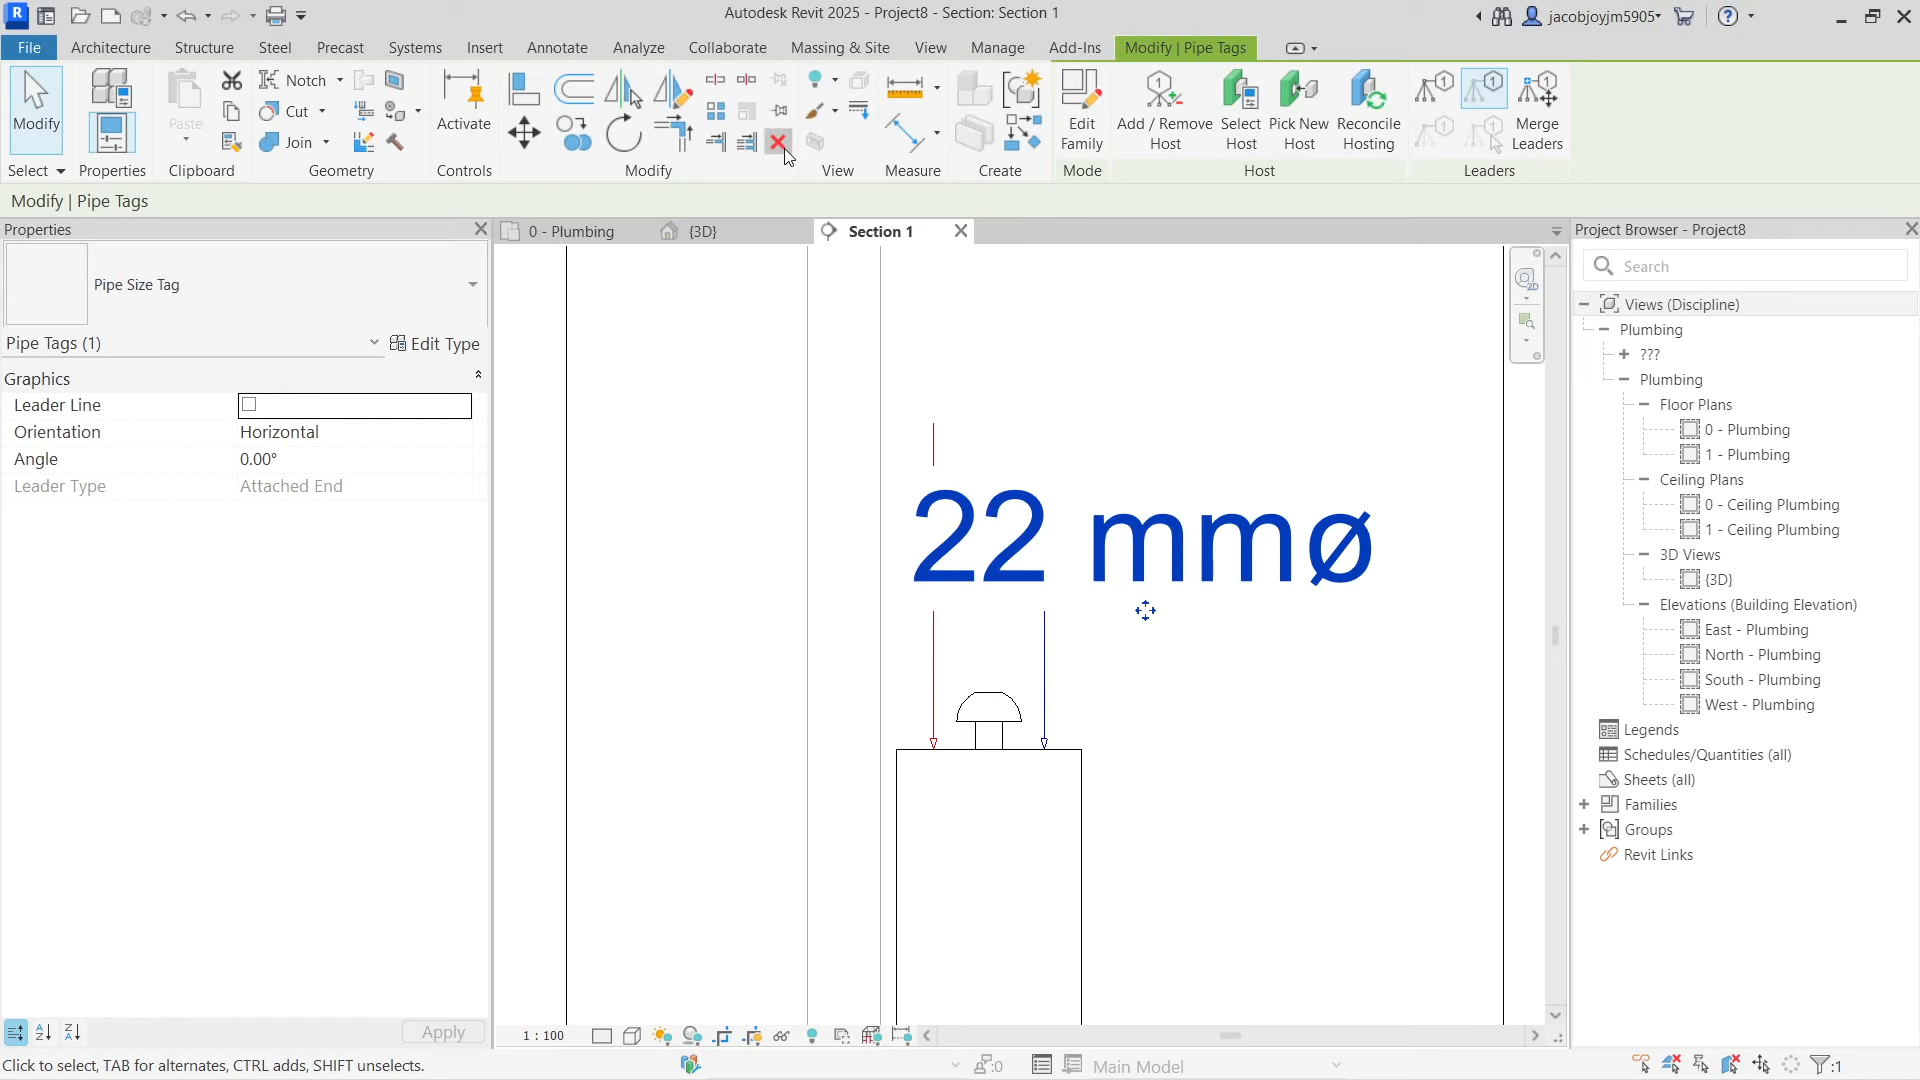 Autodesk Revit 2025 - Project8 - Section: Section 1
jacobjoyjm5905
File
Architecture
Structure
Steel
Precast
Systems
Insert
Annotate
Analyze
Collaborate
Massing & Site
View
Manage
Add-Ins
Modify | Pipe Tags
Modify
Paste
Notch
Cut
Join
Activate
Edit
Family
Add / Remove
Host
Select
Host
Pick New
Host
Reconcile
Hosting
Merge
Leaders
Select
Properties
Clipboard
Geometry
Controls
Modify
View
Measure
Create
Mode
Host
Leaders
Modify | Pipe Tags
Properties
Pipe Size Tag
Pipe Tags (1)
Edit Type
Graphics
Leader Line
Orientation Horizontal
Angle 0.00°
Leader Type Attached End
Apply
0 - Plumbing
{3D}
Section 1
22 mmø
2D
1 : 100
Project Browser - Project8
Search
Views (Discipline)
Plumbing
???
Plumbing
Floor Plans
0 - Plumbing
1 - Plumbing
Ceiling Plans
0 - Ceiling Plumbing
1 - Ceiling Plumbing
3D Views
{3D}
Elevations (Building Elevation)
East - Plumbing
North - Plumbing
South - Plumbing
West - Plumbing
Legends
Schedules/Quantities (all)
Sheets (all)
Families
Groups
Revit Links
Click to select, TAB for alternates, CTRL adds, SHIFT unselects.
:0
Main Model
:1